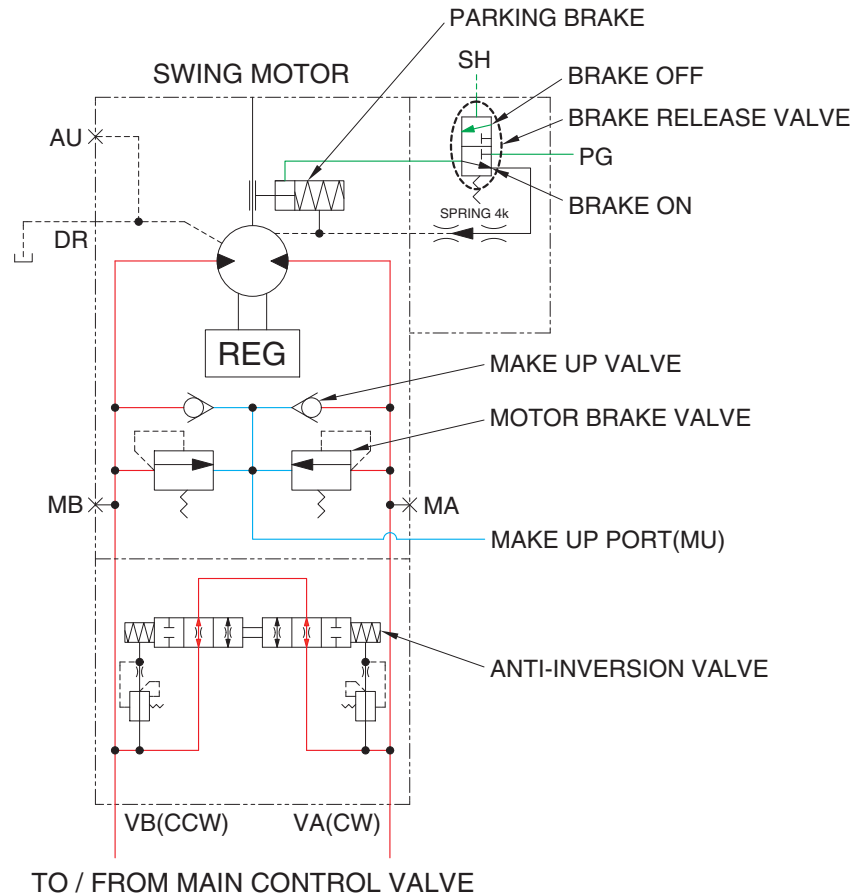 PARKING BRAKE
SWING MOTOR
SH
BRAKE OFF
BRAKE RELEASE VALVE
AU
PG
BRAKE ON
SPRING 4k
DR
REG
MAKE UP VALVE
MOTOR BRAKE VALVE
MB
MA
MAKE UP PORT(MU)
ANTI-INVERSION VALVE
VB(CCW)
VA(CW)
TO / FROM MAIN CONTROL VALVE